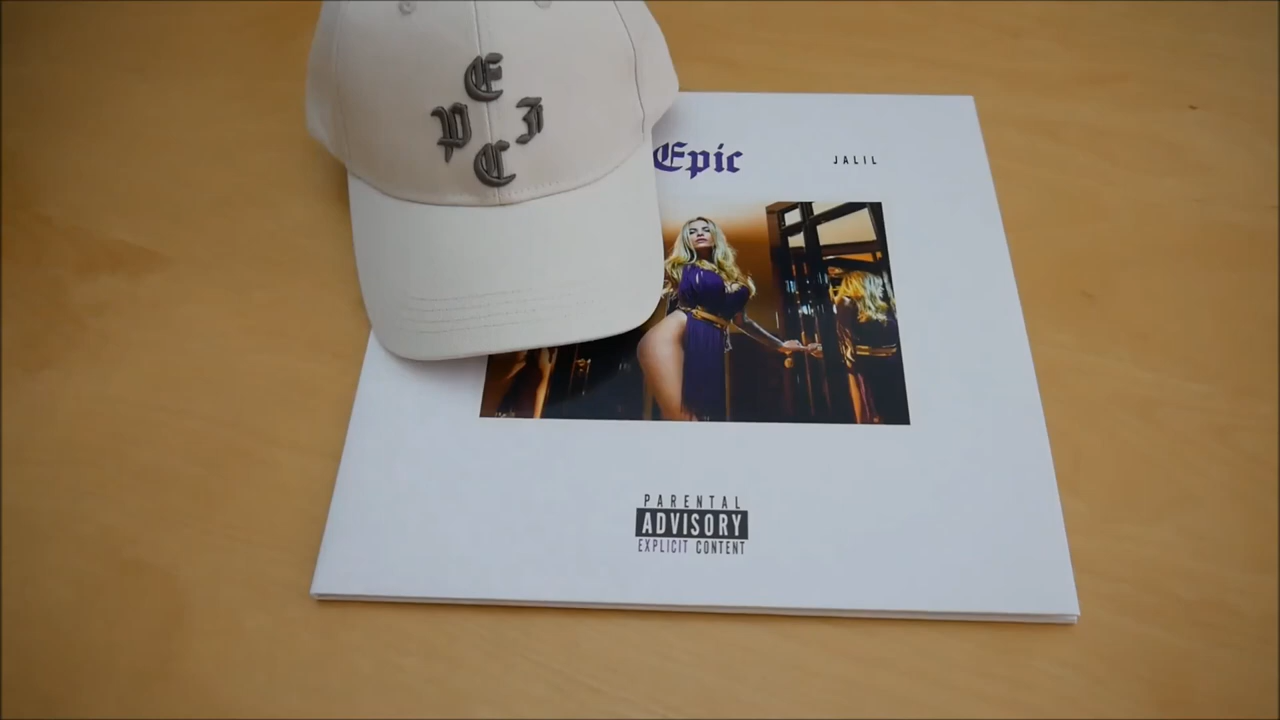 E
P I
C
Epic
JALIL
PARENTAL
ADVISORY
EXPLICIT CONTENT